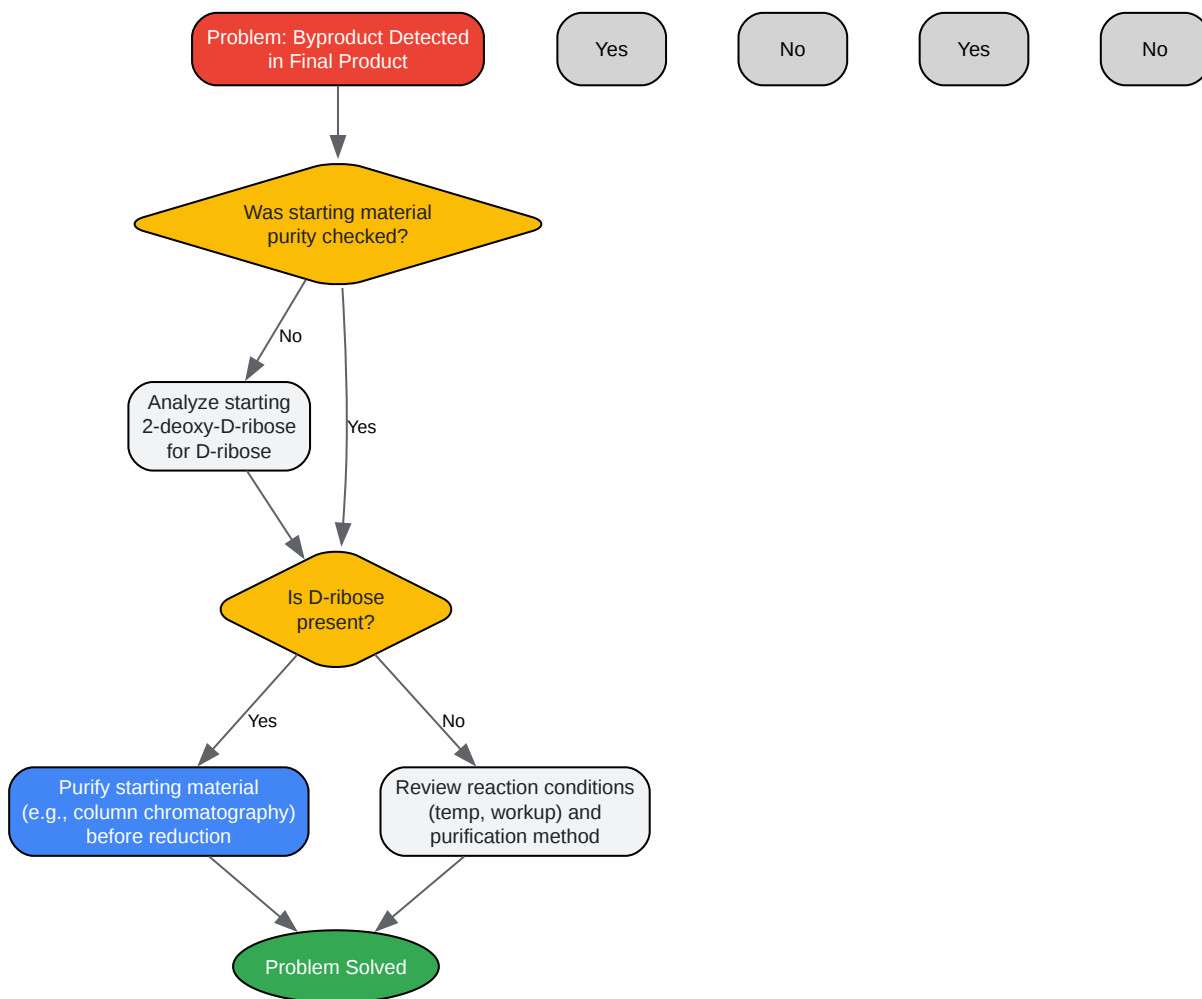 Problem: Byproduct Detected
in Final Product
Yes
No
Yes
No
Was starting material
purity checked?
No
Analyze starting
2-deoxy-D-ribose
for D-ribose
Yes
Is D-ribose
present?
Yes
No
Purify starting material
(e.g., column chromatography)
before reduction
Review reaction conditions
(temp, workup) and
purification method
Problem Solved